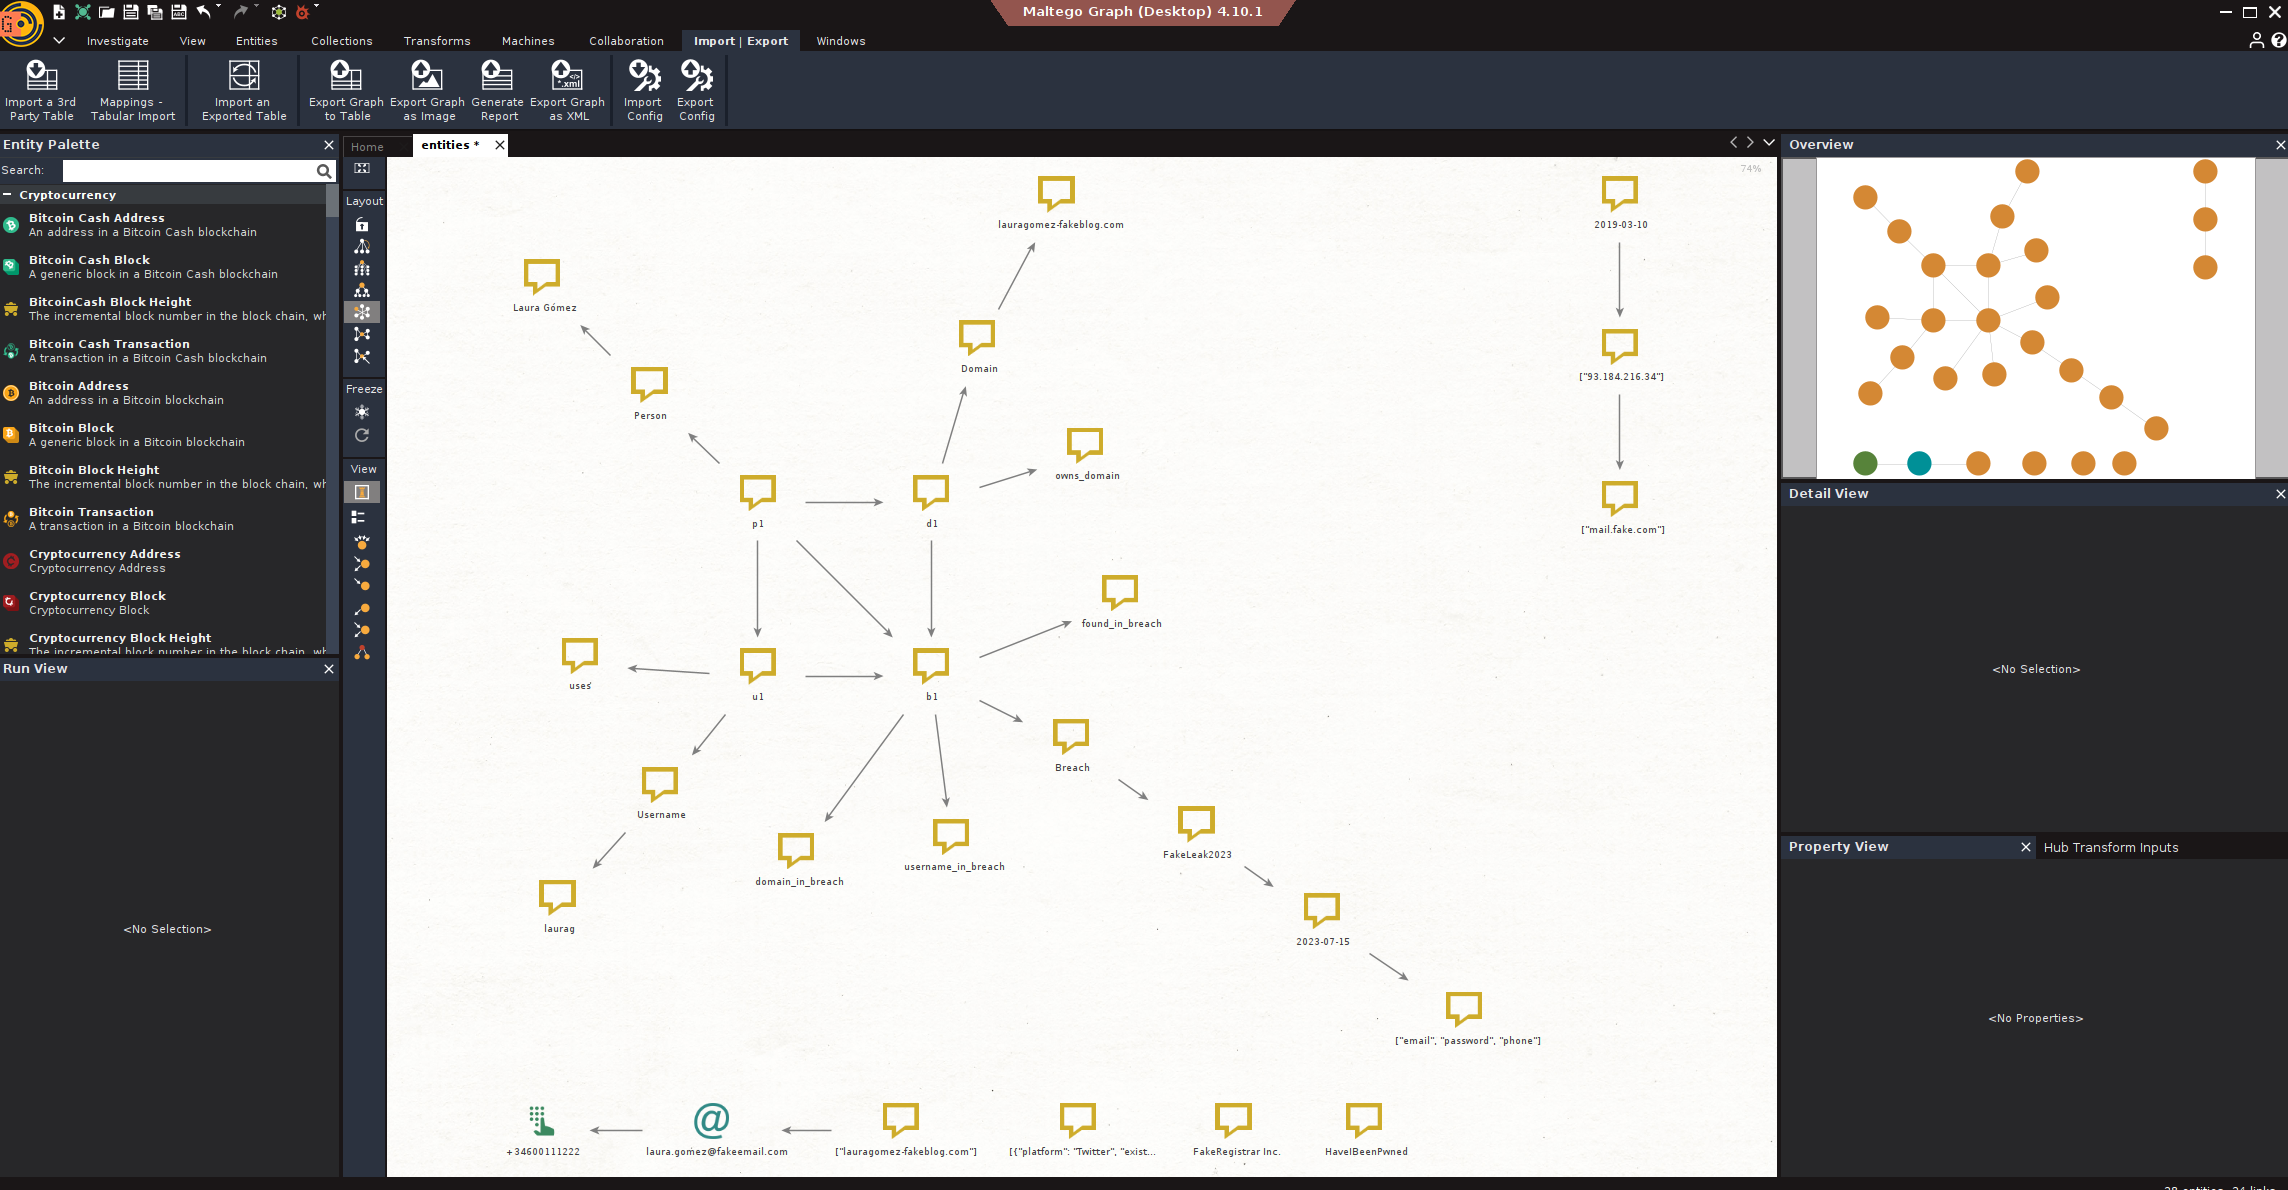 Maltego Graph (Desktop) 4.10.1
Investigate
View
Entities
Collections
Transforms
Machines
Collaboration
Import | Export
Windows
Import a 3rd
Party Table
Mappings -
Tabular Import
Import an
Exported Table
Export Graph
to Table
Export Graph
as Image
Generate
Report
Export Graph
as XML
Import
Config
Export
Config
Entity Palette
Search:
Cryptocurrency
Bitcoin Cash Address
An address in a Bitcoin Cash blockchain
Bitcoin Cash Block
A generic block in a Bitcoin Cash blockchain
BitcoinCash Block Height
The incremental block number in the block chain, wh
Bitcoin Cash Transaction
A transaction in a Bitcoin Cash blockchain
Bitcoin Address
An address in a Bitcoin blockchain
Bitcoin Block
A generic block in a Bitcoin blockchain
Bitcoin Block Height
The incremental block number in the block chain, wh
Bitcoin Transaction
A transaction in a Bitcoin blockchain
Cryptocurrency Address
Cryptocurrency Address
Cryptocurrency Block
Cryptocurrency Block
Cryptocurrency Block Height
The incremental block number in the block chain, wh
Run View
<No Selection>
Home
entities *
Layout
Freeze
View
74%
lauragomez-fakeblog.com
2019-03-10
Laura Gómez
Domain
["93.184.216.34"]
Person
owns_domain
p1
d1
["mail.fake.com"]
found_in_breach
uses
u1
b1
Breach
Username
FakeLeak2023
domain_in_breach
username_in_breach
laurag
2023-07-15
["email", "password", "phone"]
+34600111222
laura.gomez@fakeemail.com
["lauragomez-fakeblog.com"]
[{"platform": "Twitter", "exist...
FakeRegistrar Inc.
HaveIBeenPwned
Overview
Detail View
<No Selection>
Property View
Hub Transform Inputs
<No Properties>
28 entities, 24 links